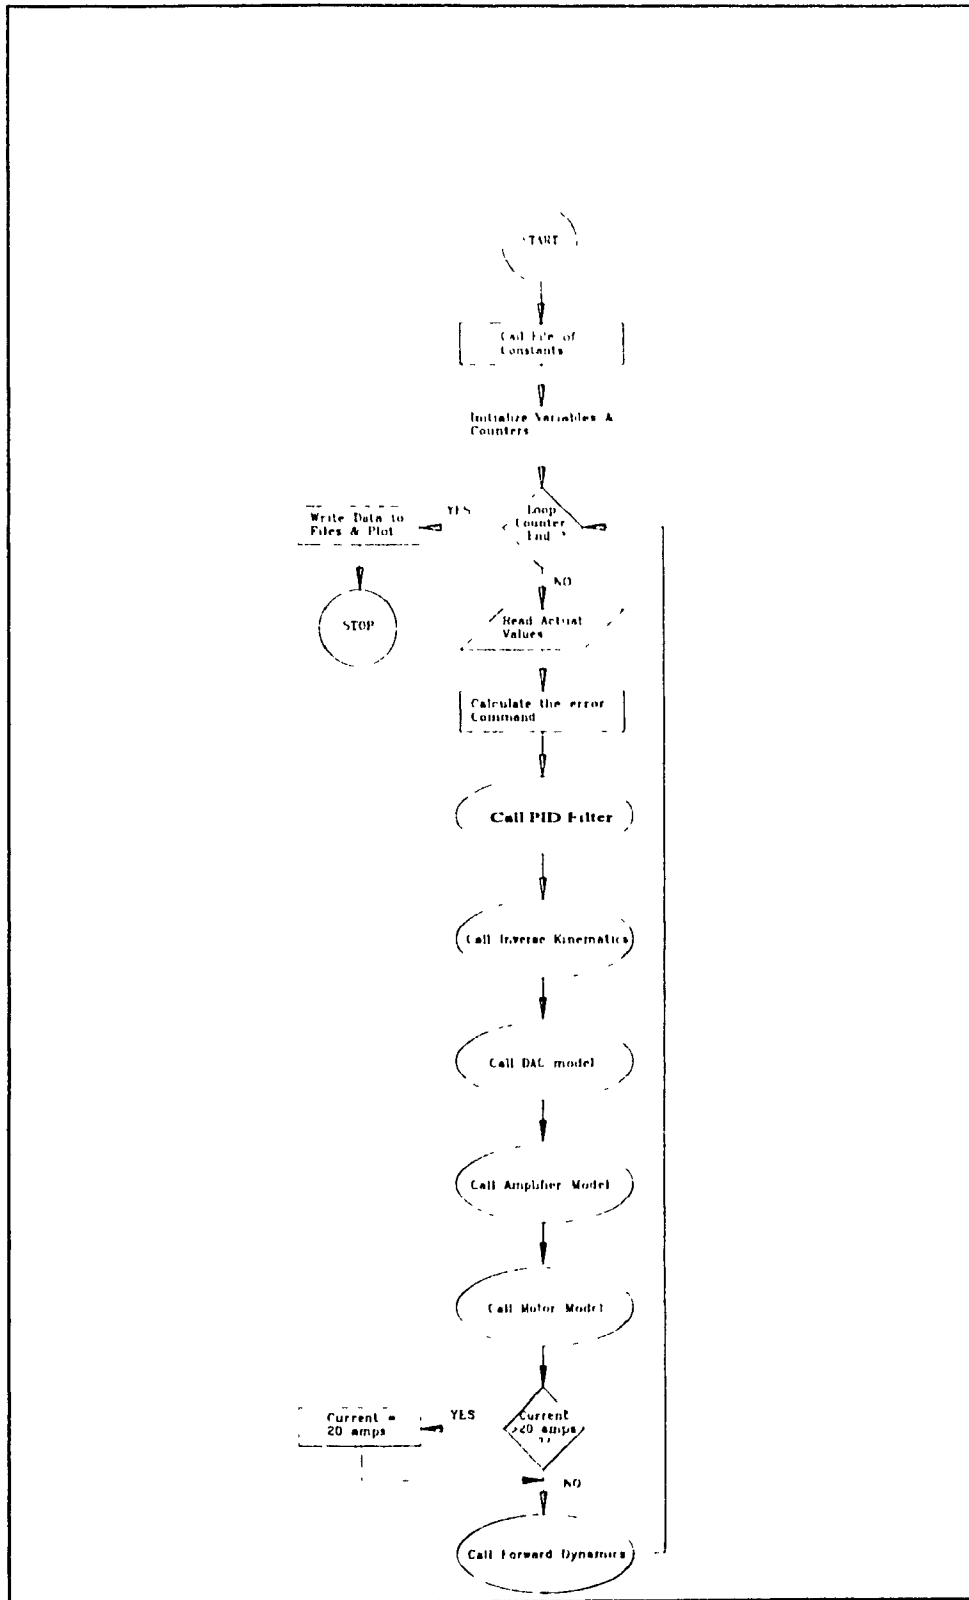 START
Call File of
Constants
Initialize Variables &
Counters
Loop
Counter
End ?
YES
Write Data to
Files & Plot
STOP
NO
Read Actual
Values
Calculate the error
Command
Call PID Filter
Call Inverse Kinematics
Call DAC model
Call Amplifier Model
Call Motor Model
Current
>20 amps
??
YES
Current =
20 amps
NO
Call Forward Dynamics